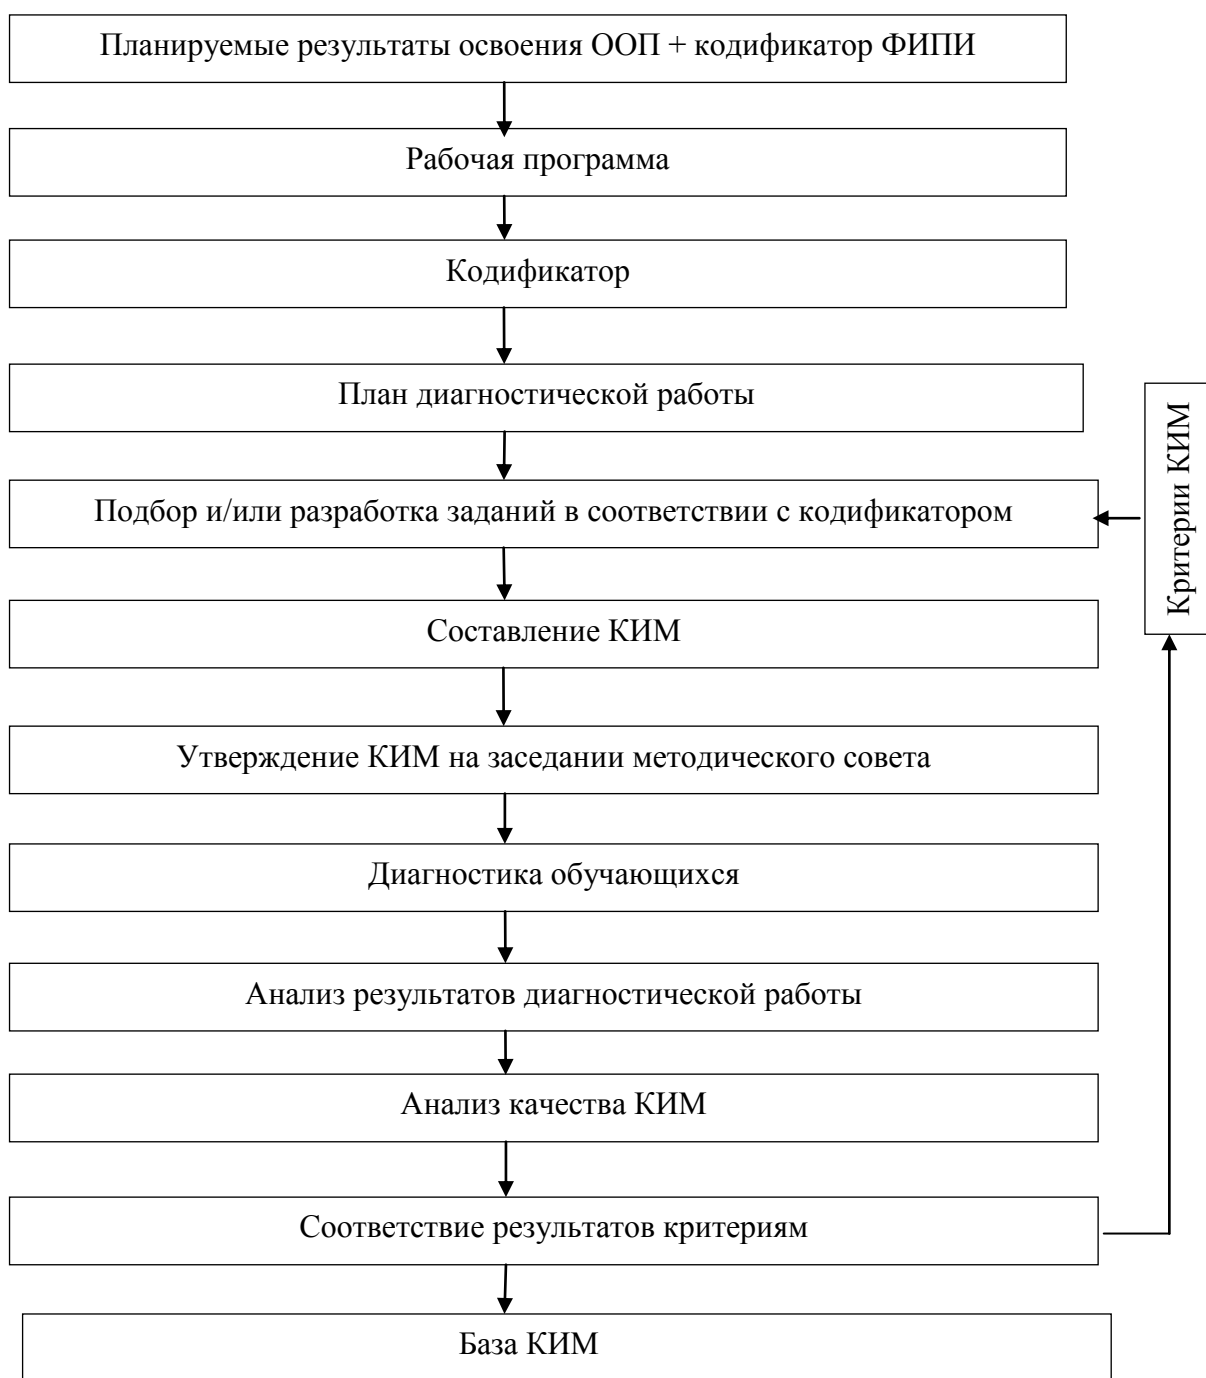 Планируемые результаты освоения ООП + кодификатор ФИПИ
Рабочая программа
Кодификатор
План диагностической работы
Подбор и/или разработка заданий в соответствии с кодификатором
Критерии КИМ
Составление КИМ
Утверждение КИМ на заседании методического совета
Диагностика обучающихся
Анализ результатов диагностической работы
Анализ качества КИМ
Соответствие результатов критериям
База КИМ